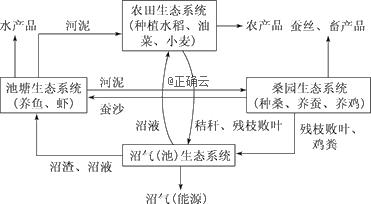 水产品
河泥
农田生态系统
(种植水稻、油
菜、小麦)
农产品
蚕丝、畜产品
@正确云
池塘生态系统
(养鱼、虾)
河泥
蚕沙
桑园生态系统
(种桑、养蚕、养鸡)
沼液
秸秆、残枝败叶
残枝败叶、
鸡粪
沼气(池)生态系统
沼渣、沼液
沼气(能源)